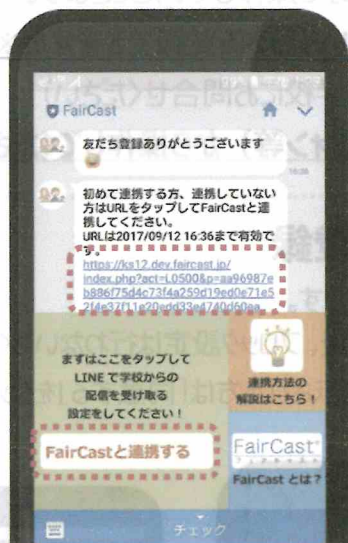 FairCast
友だち登録ありがとうございます
初めて連携する方、連携していない
方はURLをタップしてFairCastと連
携してください。
URLは2017/09/12 16:36まで有効で
す。
https://ks12.dev.faircast.jp/
index.php?act=L0500&p=aa96987e
b886f75d4c73f4a259d19ed0e71e5
2f4e37f11e20edd33e4740d60ea
まずはここをタップして
LINEで学校からの
配信を受け取る
設定をしてください！
FairCastと連携する
連携方法の
解説はこちら！
FairCast
フェアキャスト
FairCast とは？
チェック